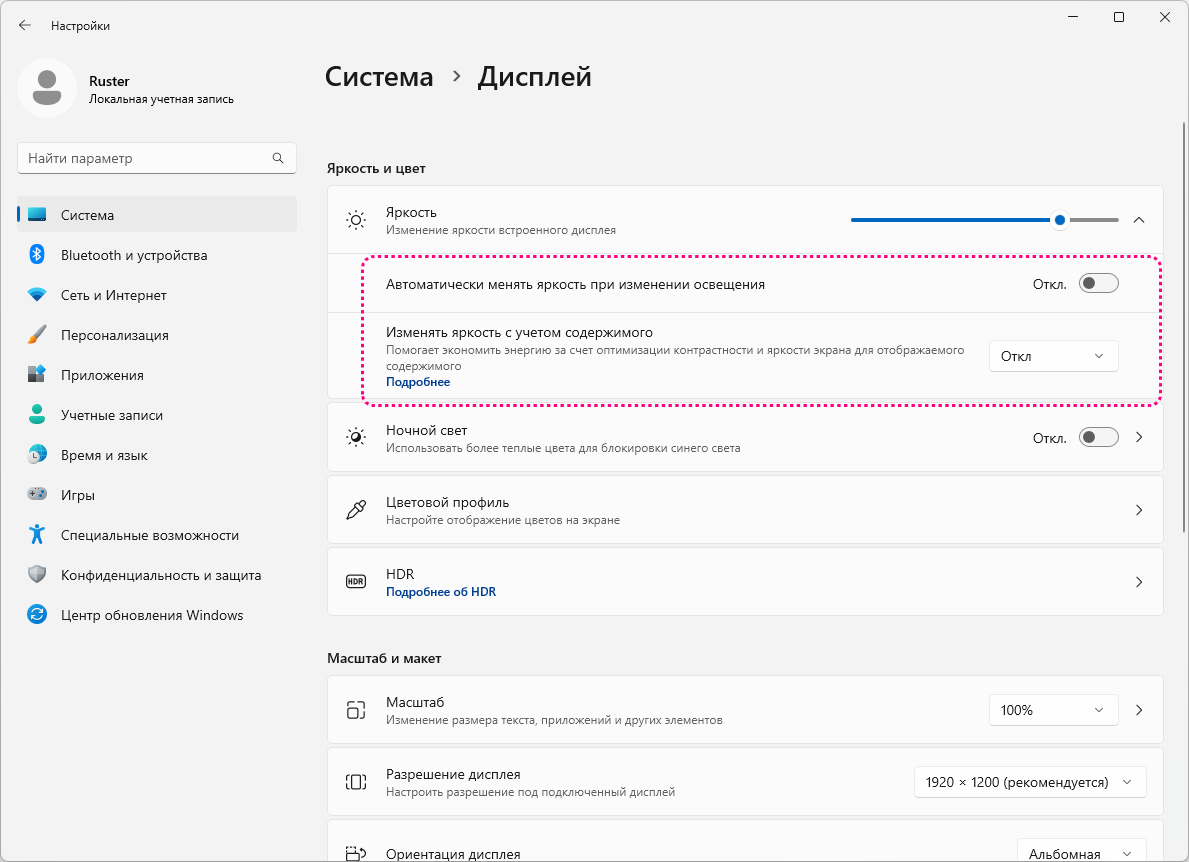 Настройки
Ruster
Локальная учетная запись
Найти параметр
Система
Bluetooth и устройства
Сеть и Интернет
Персонализация
Приложения
Учетные записи
Время и язык
Игры
Специальные возможности
Конфиденциальность и защита
Центр обновления Windows
Система › Дисплей
Яркость и цвет
Яркость
Изменение яркости встроенного дисплея
Автоматически менять яркость при изменении освещения
Откл.
Изменять яркость с учетом содержимого
Помогает экономить энергию за счет оптимизации контрастности и яркости экрана для отображаемого
содержимого
Подробнее
Откл
Ночной свет
Использовать более теплые цвета для блокировки синего света
Откл.
Цветовой профиль
Настройте отображение цветов на экране
HDR
HDR
Подробнее об HDR
Масштаб и макет
Масштаб
Изменение размера текста, приложений и других элементов
100%
Разрешение дисплея
Настроить разрешение под подключенный дисплей
1920 × 1200 (рекомендуется)
Ориентация дисплея
Альбомная